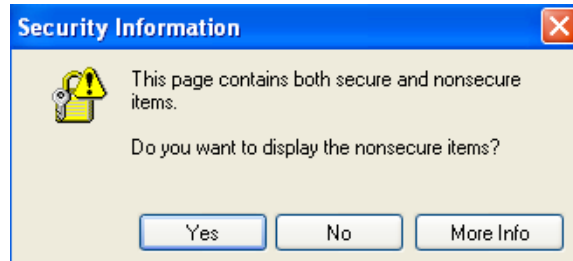 Security Information
This page contains both secure and nonsecure
items.
Do you want to display the nonsecure items?
Yes
No
More Info